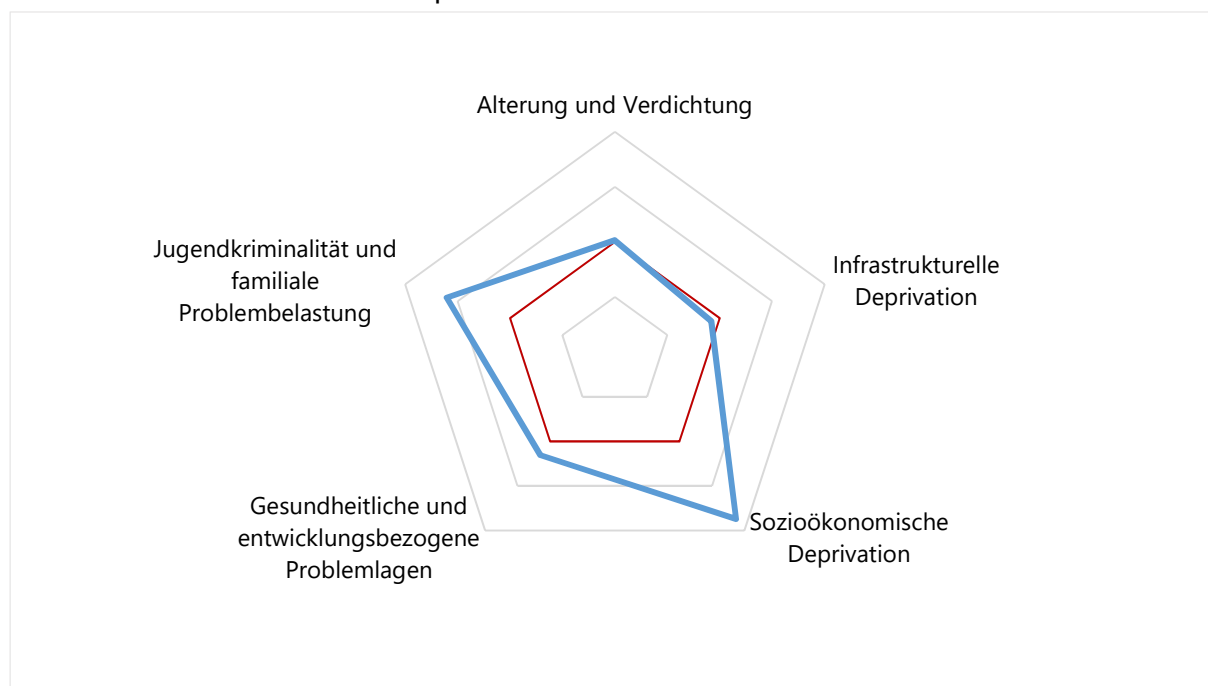 Alterung und Verdichtung
Infrastrukturelle
Deprivation
Sozioökonomische
Deprivation
Gesundheitliche und
entwicklungsbezogene
Problemlagen
Jugendkriminalität und
familiale
Problembelastung